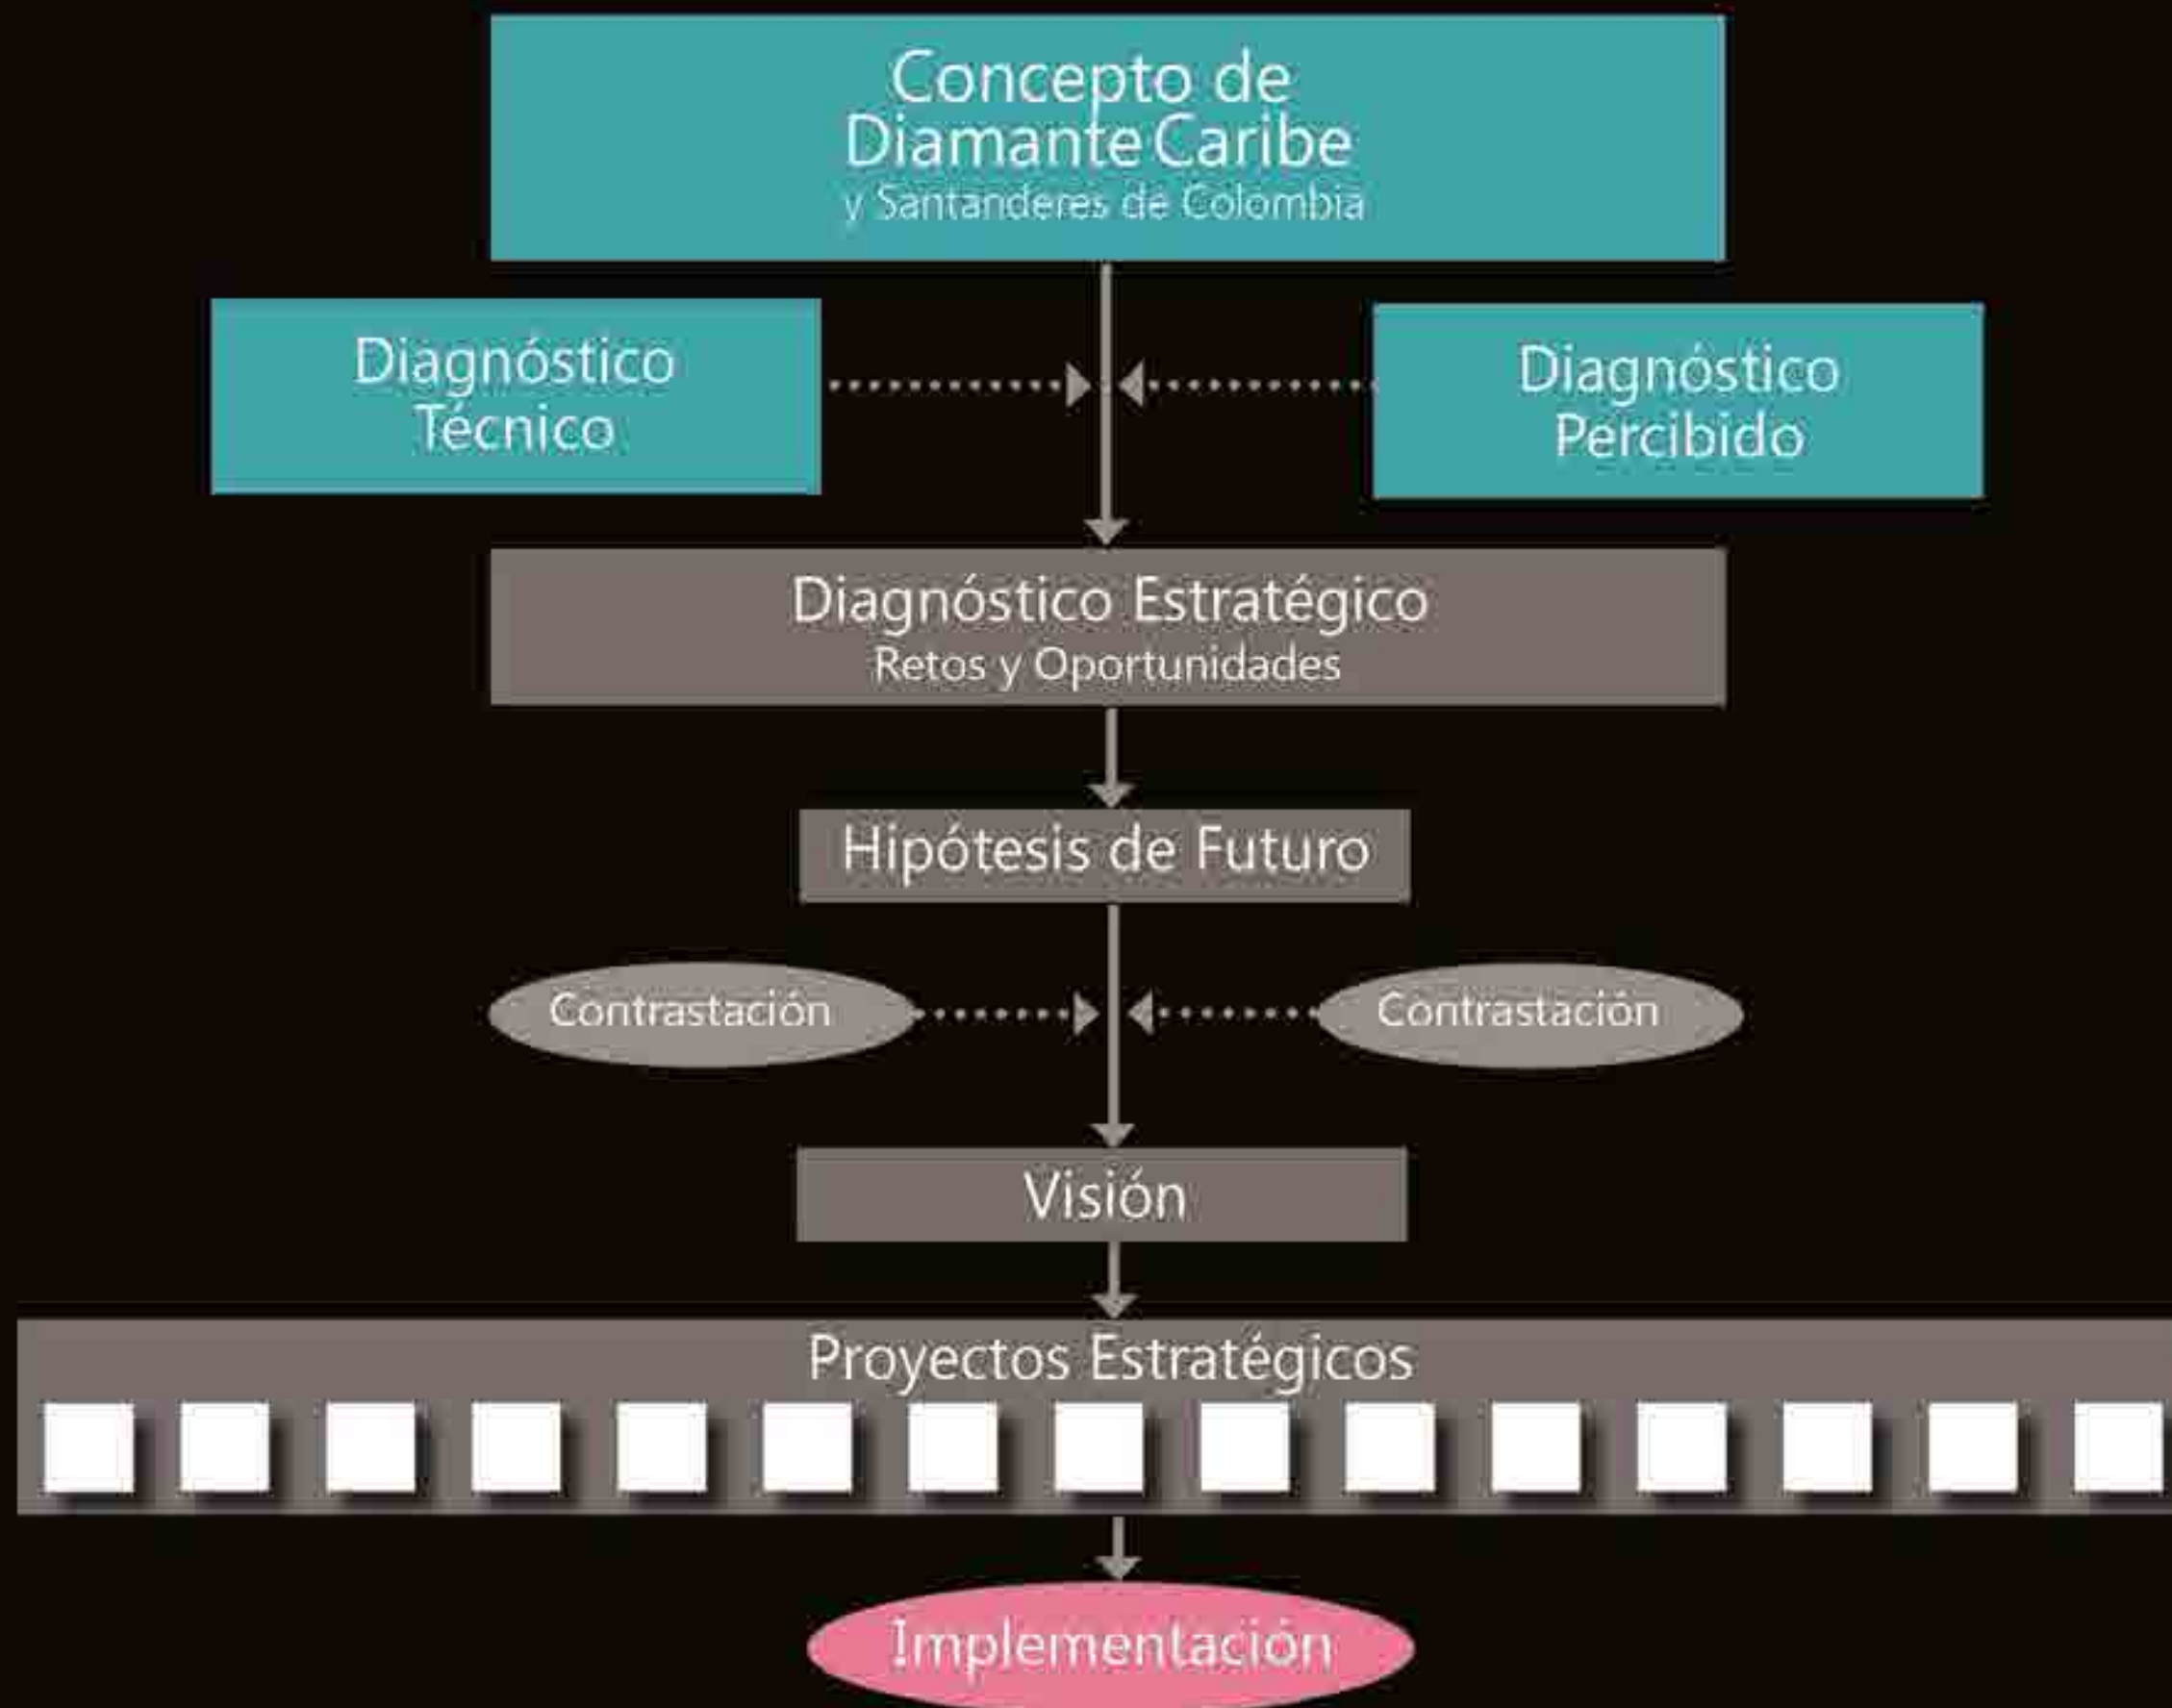 Concepto de
Diamante Caribe
y Santanderes de Colombia
Diagnóstico
Técnico
Diagnóstico
Percibido
Diagnóstico Estratégico
Retos y Oportunidades
Hipótesis de Futuro
Contrastación
Contrastación
Visión
Proyectos Estratégicos
Implementación